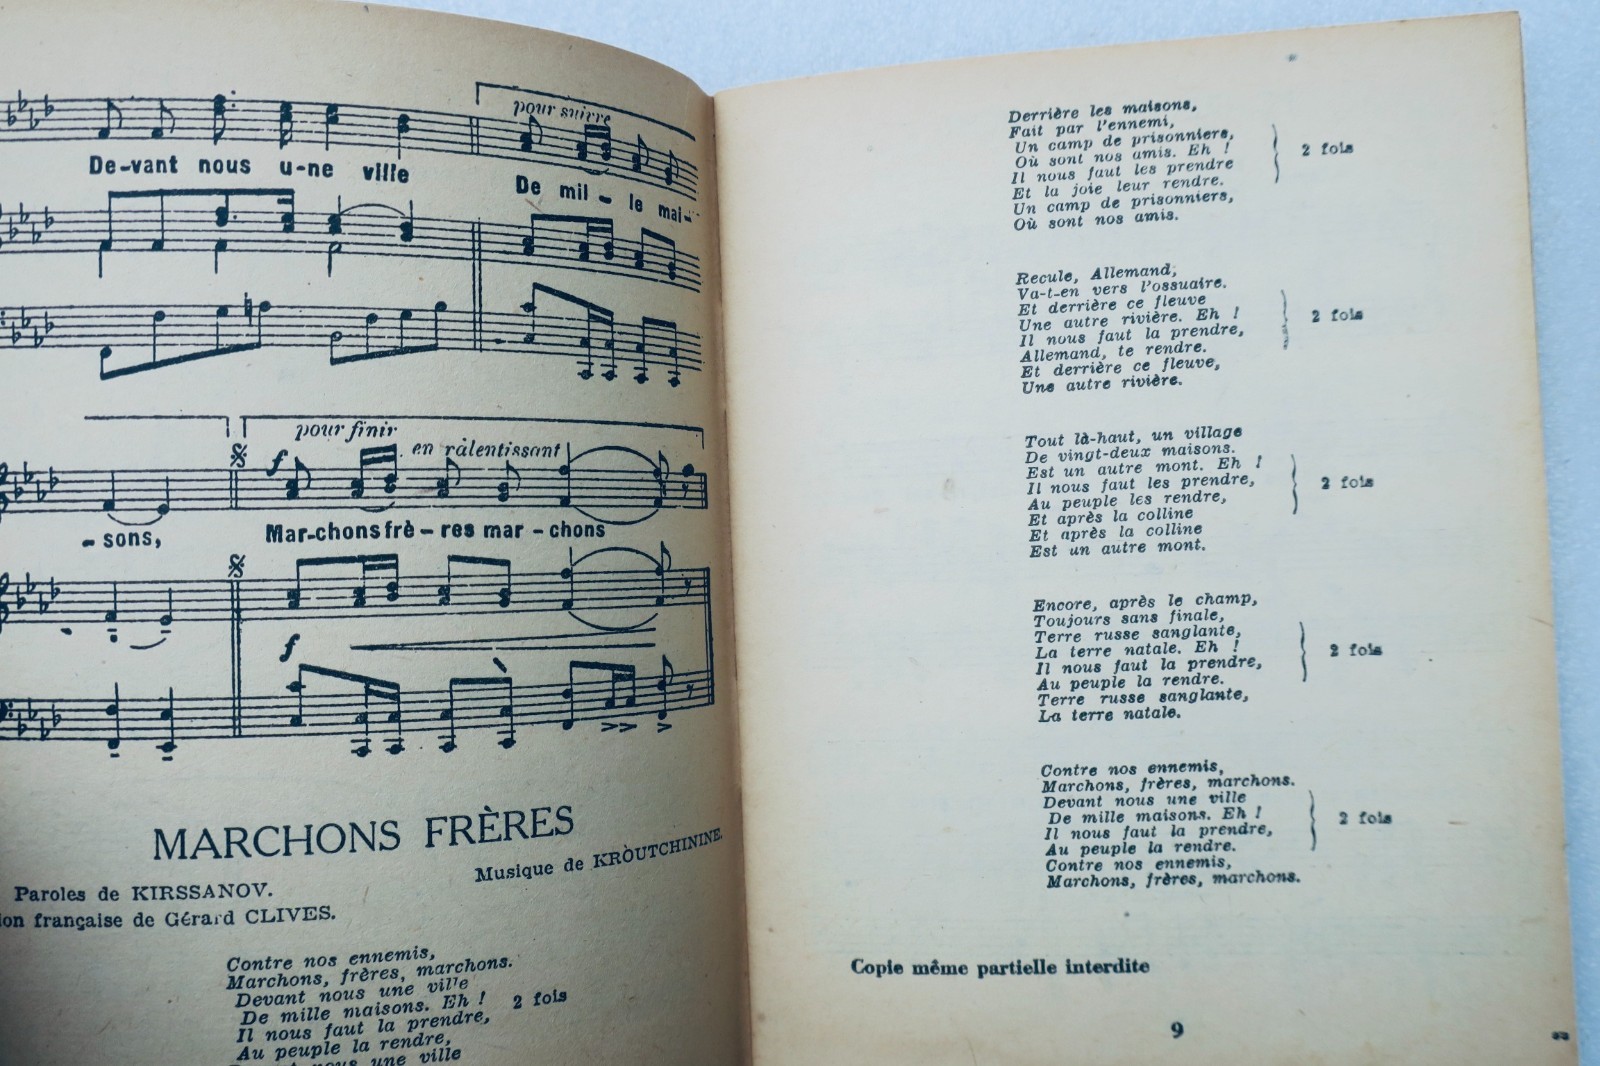 De-vant nous u-ne ville
pour suivre
De mil - le mai-
pour finir
en ralentissant
- sons,
Mar-chons frè-res mar-chons
MARCHONS FRÈRES
Musique de KROUTCHININE.
Paroles de KIRSSANOV.
française de Gérard CLIVES.
Contre nos ennemis,
Marchons, frères, marchons.
Devant nous une ville
De mille maisons. Eh !
2 fois
Il nous faut la prendre,
Au peuple la rendre,
nous une ville
Derrière les maisons,
Fait par l'ennemi,
Un camp de prisonniers,
Où sont nos amis. Eh !
2 fois
Il nous faut les prendre
Et la joie leur rendre.
Un camp de prisonniers,
Où sont nos amis.
Recule, Allemand,
Va-t-en vers l'ossuaire.
Et derrière ce fleuve
Une autre rivière. Eh !
2 fois
Il nous faut la prendre,
Allemand, te rendre.
Et derrière ce fleuve,
Une autre rivière.
Tout là-haut, un village
De vingt-deux maisons.
Est un autre mont. Eh !
Il nous faut les prendre,
2 fois
Au peuple les rendre,
Et après la colline
Et après la colline
Est un autre mont.
Encore, après le champ,
Toujours sans finale,
Terre russe sanglante,
La terre natale. Eh !
2 fois
Il nous faut la prendre,
Au peuple la rendre.
Terre russe sanglante,
La terre natale.
Contre nos ennemis,
Marchons, frères, marchons.
Devant nous une ville
De mille maisons. Eh !
2 fois
Il nous faut la prendre,
Au peuple la rendre.
Contre nos ennemis,
Marchons, frères, marchons.
Copie même partielle interdite
9